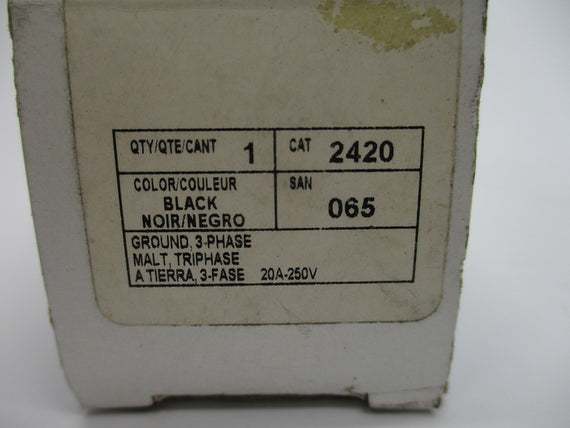 QTY/QTE/CANT 1 CAT 2420
COLOR/COULEUR SAN
BLACK 065
NOIR/NEGRO
GROUND, 3-PHASE
MALT, TRIPHASE
A TIERRA, 3-FASE 20A-250V